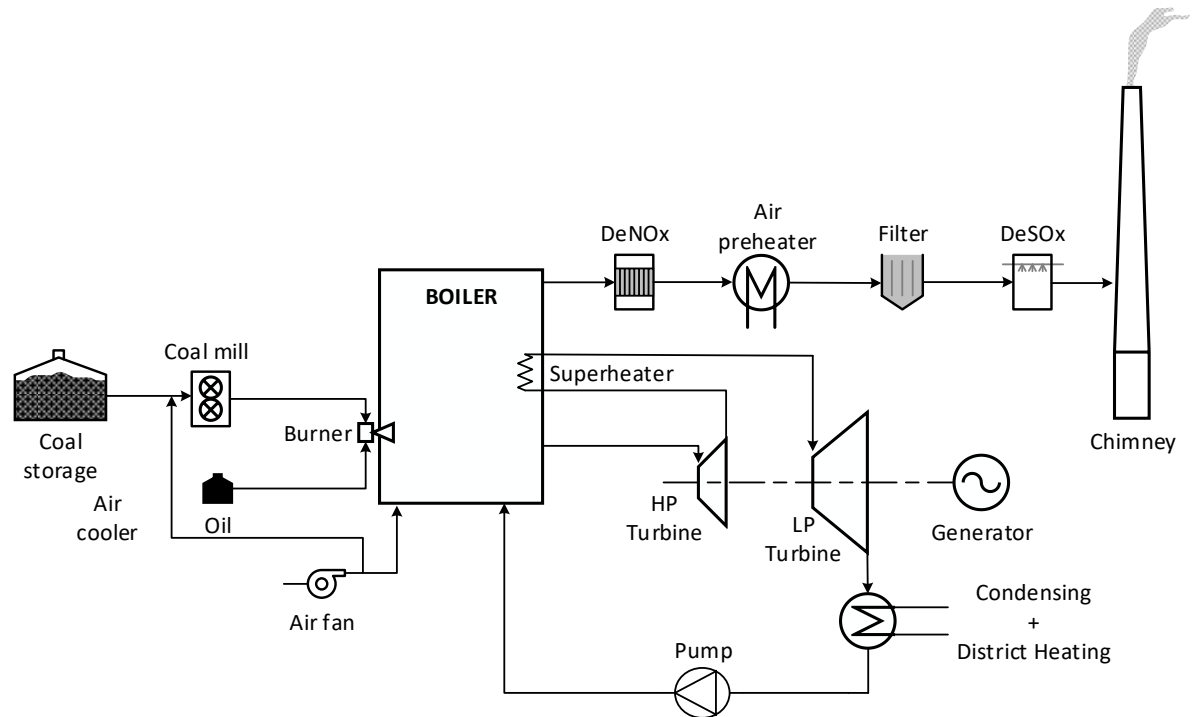 DeNOx
Air
preheater
Filter
DeSOx
BOILER
Coal mill
Superheater
Burner
Coal
storage
Chimney
Air
cooler
Oil
HP
Turbine
LP
Turbine
Generator
Air fan
Condensing
+
District Heating
Pump